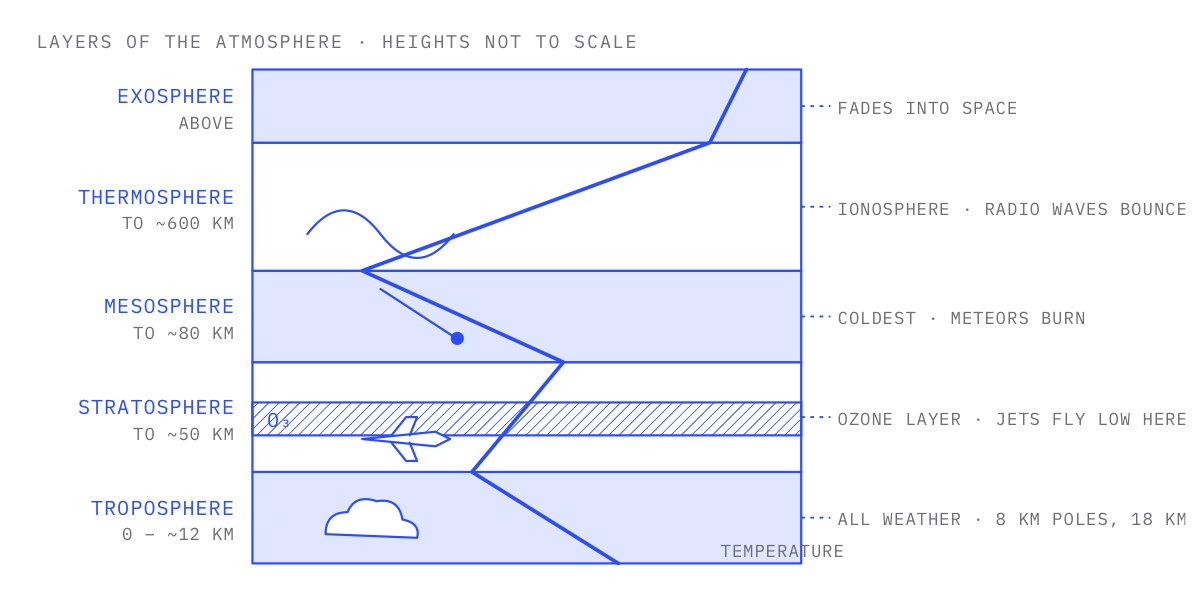 LAYERS OF THE ATMOSPHERE · HEIGHTS NOT TO SCALE
EXOSPHERE
ABOVE
FADES INTO SPACE
THERMOSPHERE
TO ~600 KM
IONOSPHERE · RADIO WAVES BOUNCE
MESOSPHERE
TO ~80 KM
COLDEST · METEORS BURN
STRATOSPHERE
TO ~50 KM
O₃
OZONE LAYER · JETS FLY LOW HERE
TROPOSPHERE
0 – ~12 KM
ALL WEATHER · 8 KM POLES, 18 KM
TEMPERATURE